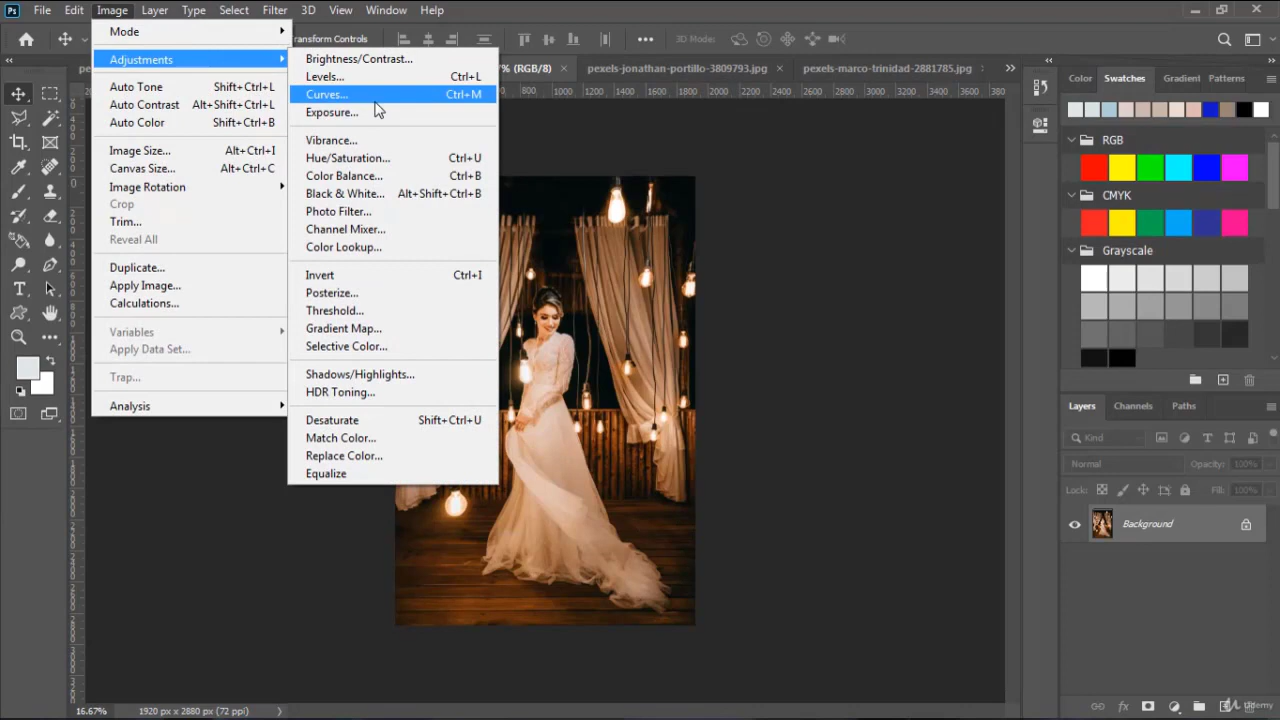 Ps File Edit Image Layer Type Select Filter 3D View Window Help
Transform Controls 3D Mode:
7% (RGB/8) × pexels-jonathan-portillo-3809793.jpg × pexels-marco-trinidad-2881785.jpg
Mode
Adjustments
Auto Tone Shift+Ctrl+L
Auto Contrast Alt+Shift+Ctrl+L
Auto Color Shift+Ctrl+B
Image Size... Alt+Ctrl+I
Canvas Size... Alt+Ctrl+C
Image Rotation
Crop
Trim...
Reveal All
Duplicate...
Apply Image...
Calculations...
Variables
Apply Data Set...
Trap...
Analysis
Brightness/Contrast...
Levels... Ctrl+L
Curves... Ctrl+M
Exposure...
Vibrance...
Hue/Saturation... Ctrl+U
Color Balance... Ctrl+B
Black & White... Alt+Shift+Ctrl+B
Photo Filter...
Channel Mixer...
Color Lookup...
Invert Ctrl+I
Posterize...
Threshold...
Gradient Map...
Selective Color...
Shadows/Highlights...
HDR Toning...
Desaturate Shift+Ctrl+U
Match Color...
Replace Color...
Equalize
800 1000 1200 1400 1600 1800 2000 2200 2400 2600 2800 3000 3200 3400 3600 380
Color Swatches Gradient Patterns
RGB
CMYK
Grayscale
Layers Channels Paths
Kind
Normal Opacity: 100%
Lock: Fill: 100%
Background
16.67% 1920 px x 2880 px (72 ppi)
Udemy